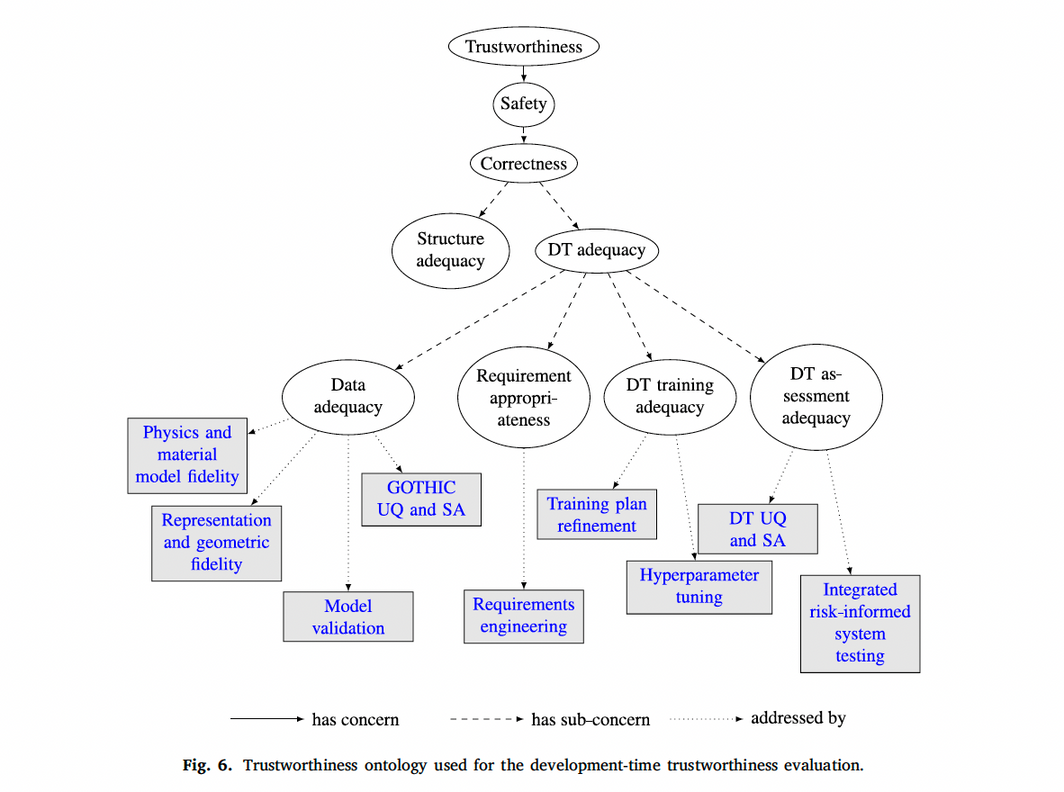 Trustworthiness
Safety
Correctness
Structure
adequacy
DT adequacy
Data
adequacy
Requirement
appropri-
ateness
DT training
adequacy
DT as-
sessment
adequacy
Physics and
material
model fidelity
Representation
and geometric
fidelity
Model
validation
GOTHIC
UQ and SA
Requirements
engineering
Training plan
refinement
Hyperparameter
tuning
DT UQ
and SA
Integrated
risk-informed
system
testing
has concern
has sub-concern
addressed by
Fig. 6. Trustworthiness ontology used for the development-time trustworthiness evaluation.